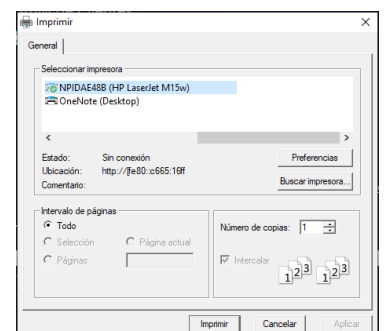 Imprimir
General
Seleccionar impresora
NPIDAE48B (HP LaserJet M15w)
OneNote (Desktop)
Estado: Sin conexión
Preferencias
Ubicación: http://[fe80::c665:16ff
Comentario:
Buscar impresora...
Intervalo de páginas
Todo
Selección Página actual
Páginas:
Número de copias: 1
Intercalar
1 2 3 1 2 3
Imprimir Cancelar Aplicar